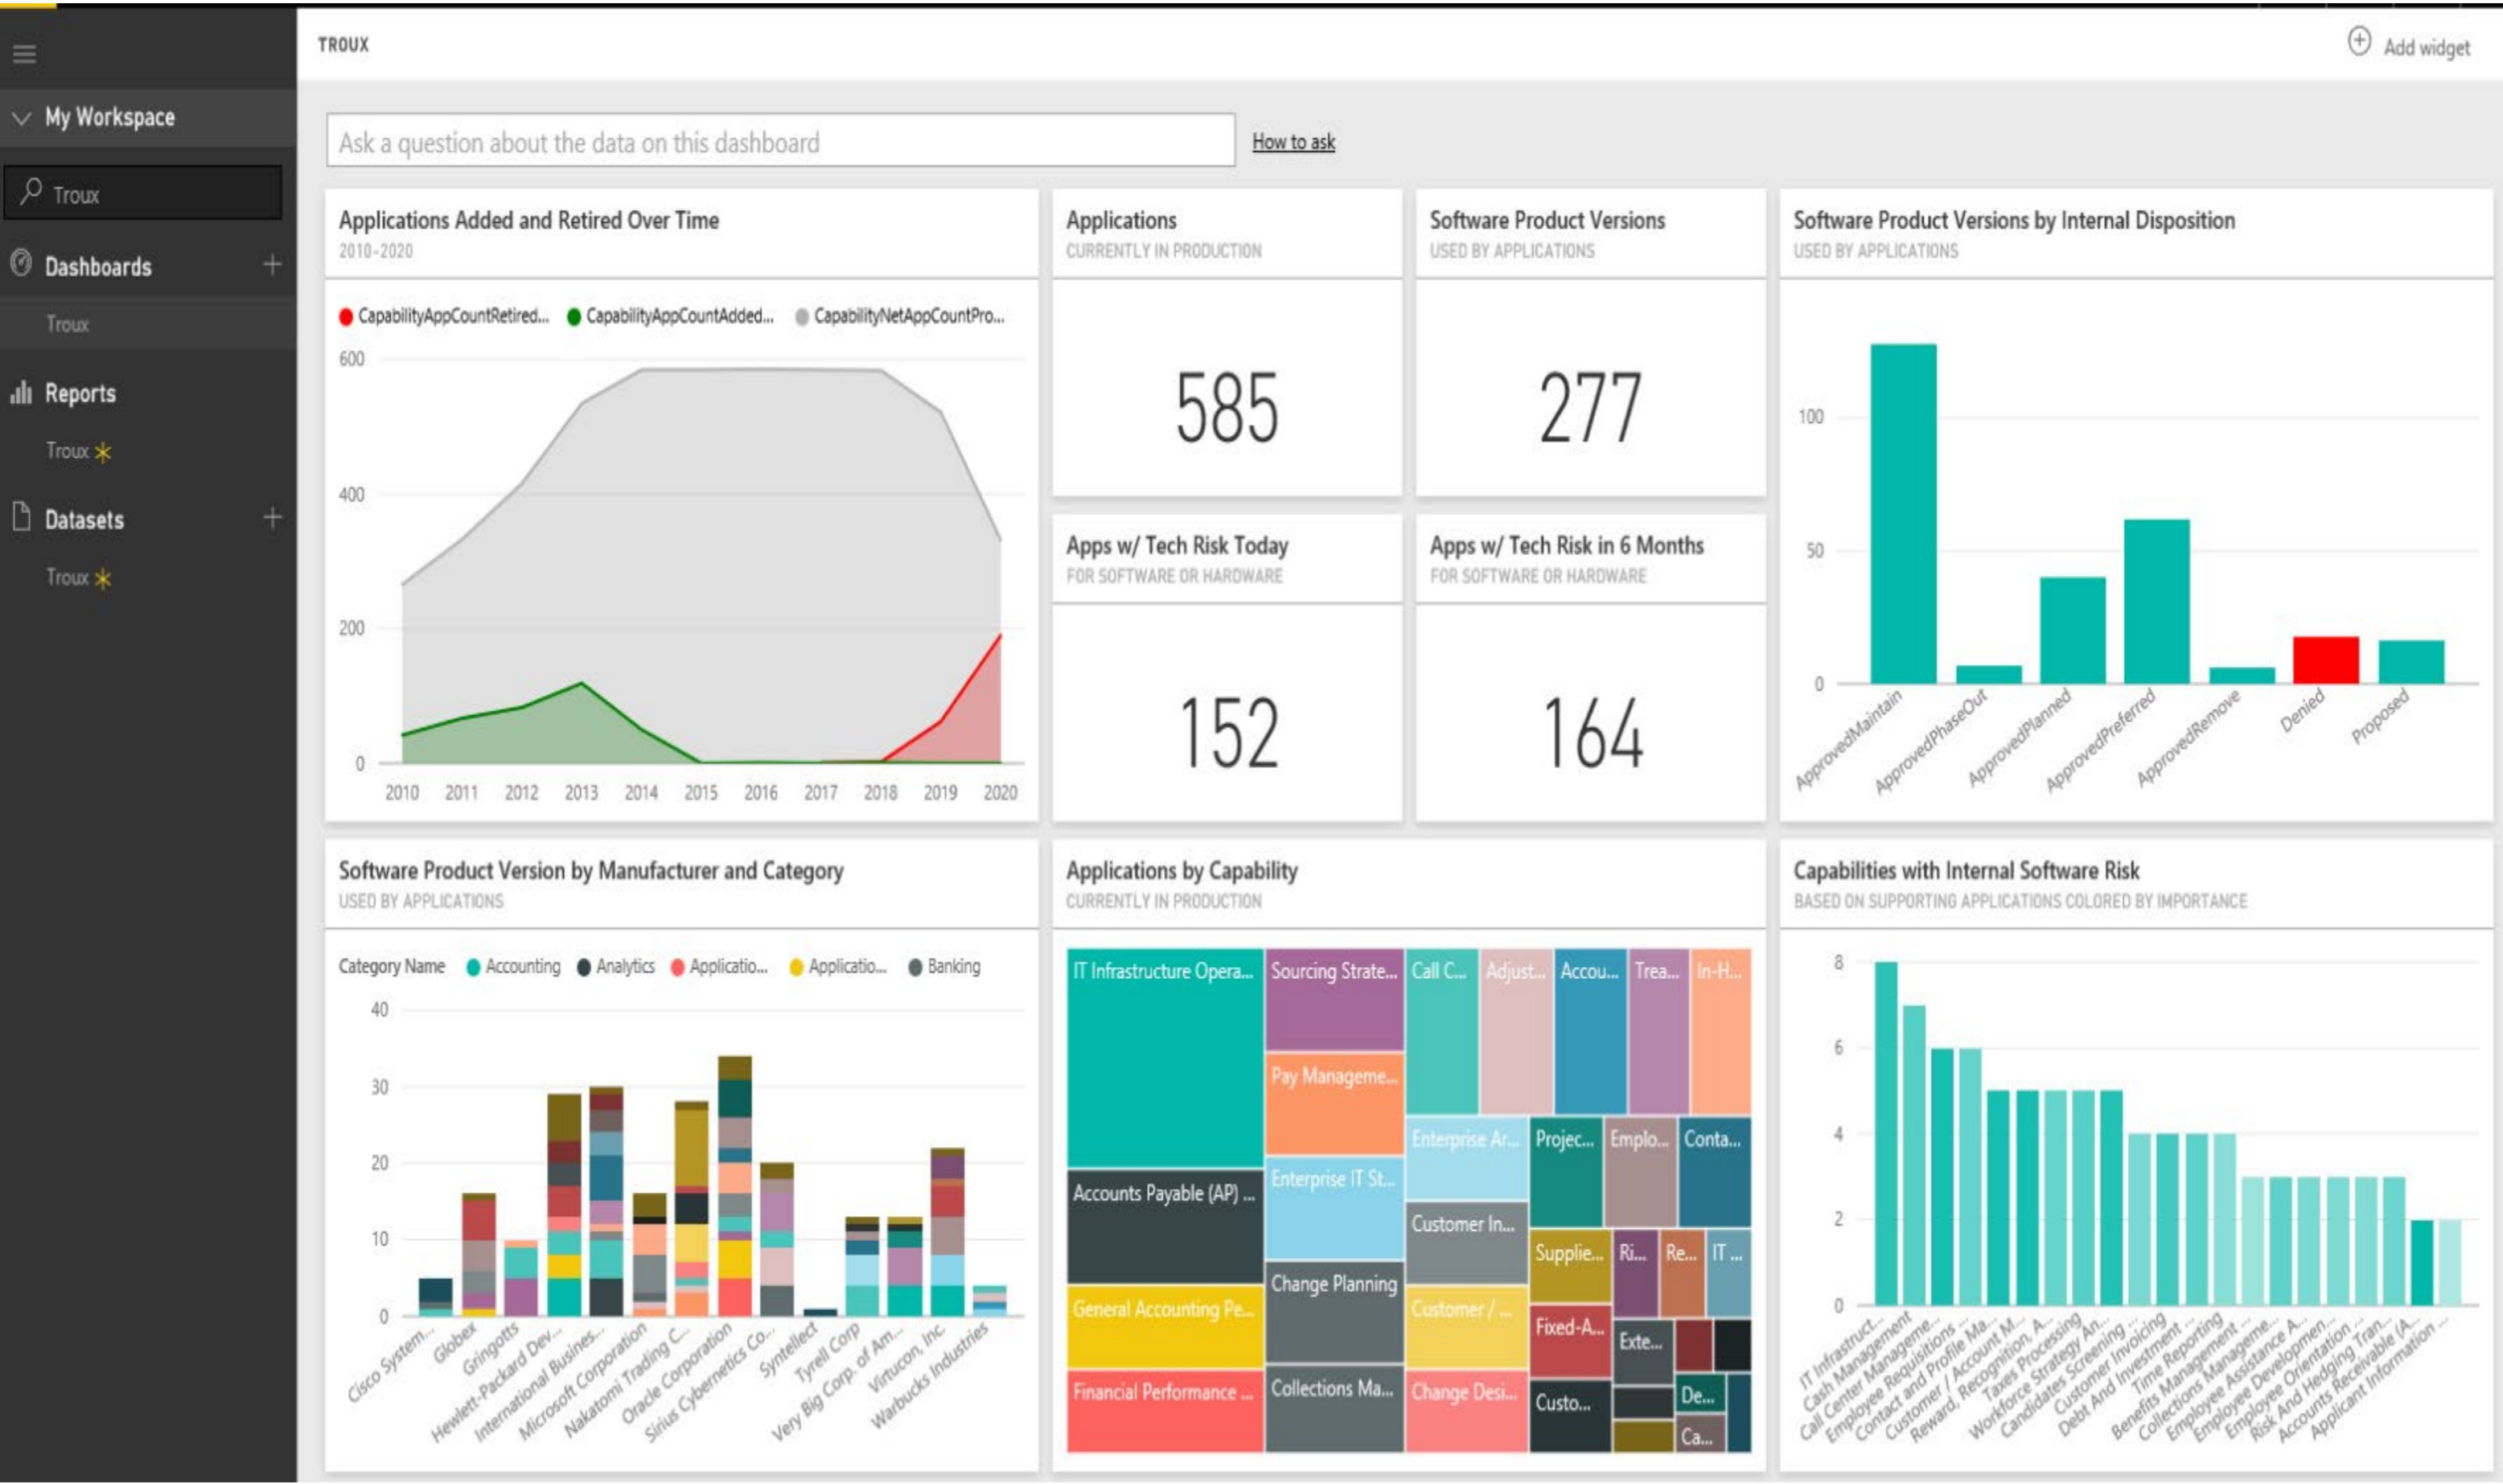 TROUX
Add widget
My Workspace
Troux
Dashboards
Troux
Reports
Troux
Datasets
Troux
Ask a question about the data on this dashboard
How to ask
Applications Added and Retired Over Time
2010-2020
CapabilityAppCountRetired... CapabilityAppCountAdded... CapabilityNetAppCountPro...
600
400
200
0
2010 2011 2012 2013 2014 2015 2016 2017 2018 2019 2020
Applications
CURRENTLY IN PRODUCTION
585
Software Product Versions
USED BY APPLICATIONS
277
Apps w/ Tech Risk Today
FOR SOFTWARE OR HARDWARE
152
Apps w/ Tech Risk in 6 Months
FOR SOFTWARE OR HARDWARE
164
Software Product Versions by Internal Disposition
USED BY APPLICATIONS
100
50
0
ApprovedMaintain
ApprovedPhaseOut
ApprovedPlanned
ApprovedPreferred
ApprovedRemove
Denied
Proposed
Software Product Version by Manufacturer and Category
USED BY APPLICATIONS
Category Name Accounting Analytics Applicatio... Applicatio... Banking
40
30
20
10
0
Cisco System...
Globex
Gringotts
Hewlett-Packard Dev...
International Busines...
Microsoft Corporation
Nakatomi Trading C...
Oracle Corporation
Sirius Cybernetics Co...
Syntellect
Tyrell Corp
Very Big Corp. of Am...
Virtucon, Inc.
Warbucks Industries
Applications by Capability
CURRENTLY IN PRODUCTION
IT Infrastructure Opera...
Accounts Payable (AP) ...
General Accounting Pe...
Financial Performance ...
Sourcing Strate...
Pay Manageme...
Enterprise IT St...
Change Planning
Collections Ma...
Call C... Adjust... Accou... Trea... In-H...
Enterprise Ar...
Customer In...
Customer / ...
Change Desi...
Projec... Emplo... Conta...
Supplie... Ri... Re... IT ...
Fixed-A...
Exte...
Custo...
De...
Ca...
Capabilities with Internal Software Risk
BASED ON SUPPORTING APPLICATIONS COLORED BY IMPORTANCE
8
6
4
2
0
IT Infrastruct...
Cash Management
Call Center Manageme...
Employee Requisitions ...
Contact and Profile Ma...
Customer / Account M...
Reward, Recognition, A...
Taxes Processing
Workforce Strategy An...
Candidates Screening ...
Customer Invoicing
Debt And Investment ...
Time Reporting
Benefits Management ...
Collections Manageme...
Employee Assistance A...
Employee Developmen...
Employee Orientation ...
Risk And Hedging Tran...
Accounts Receivable (A...
Applicant Information ...